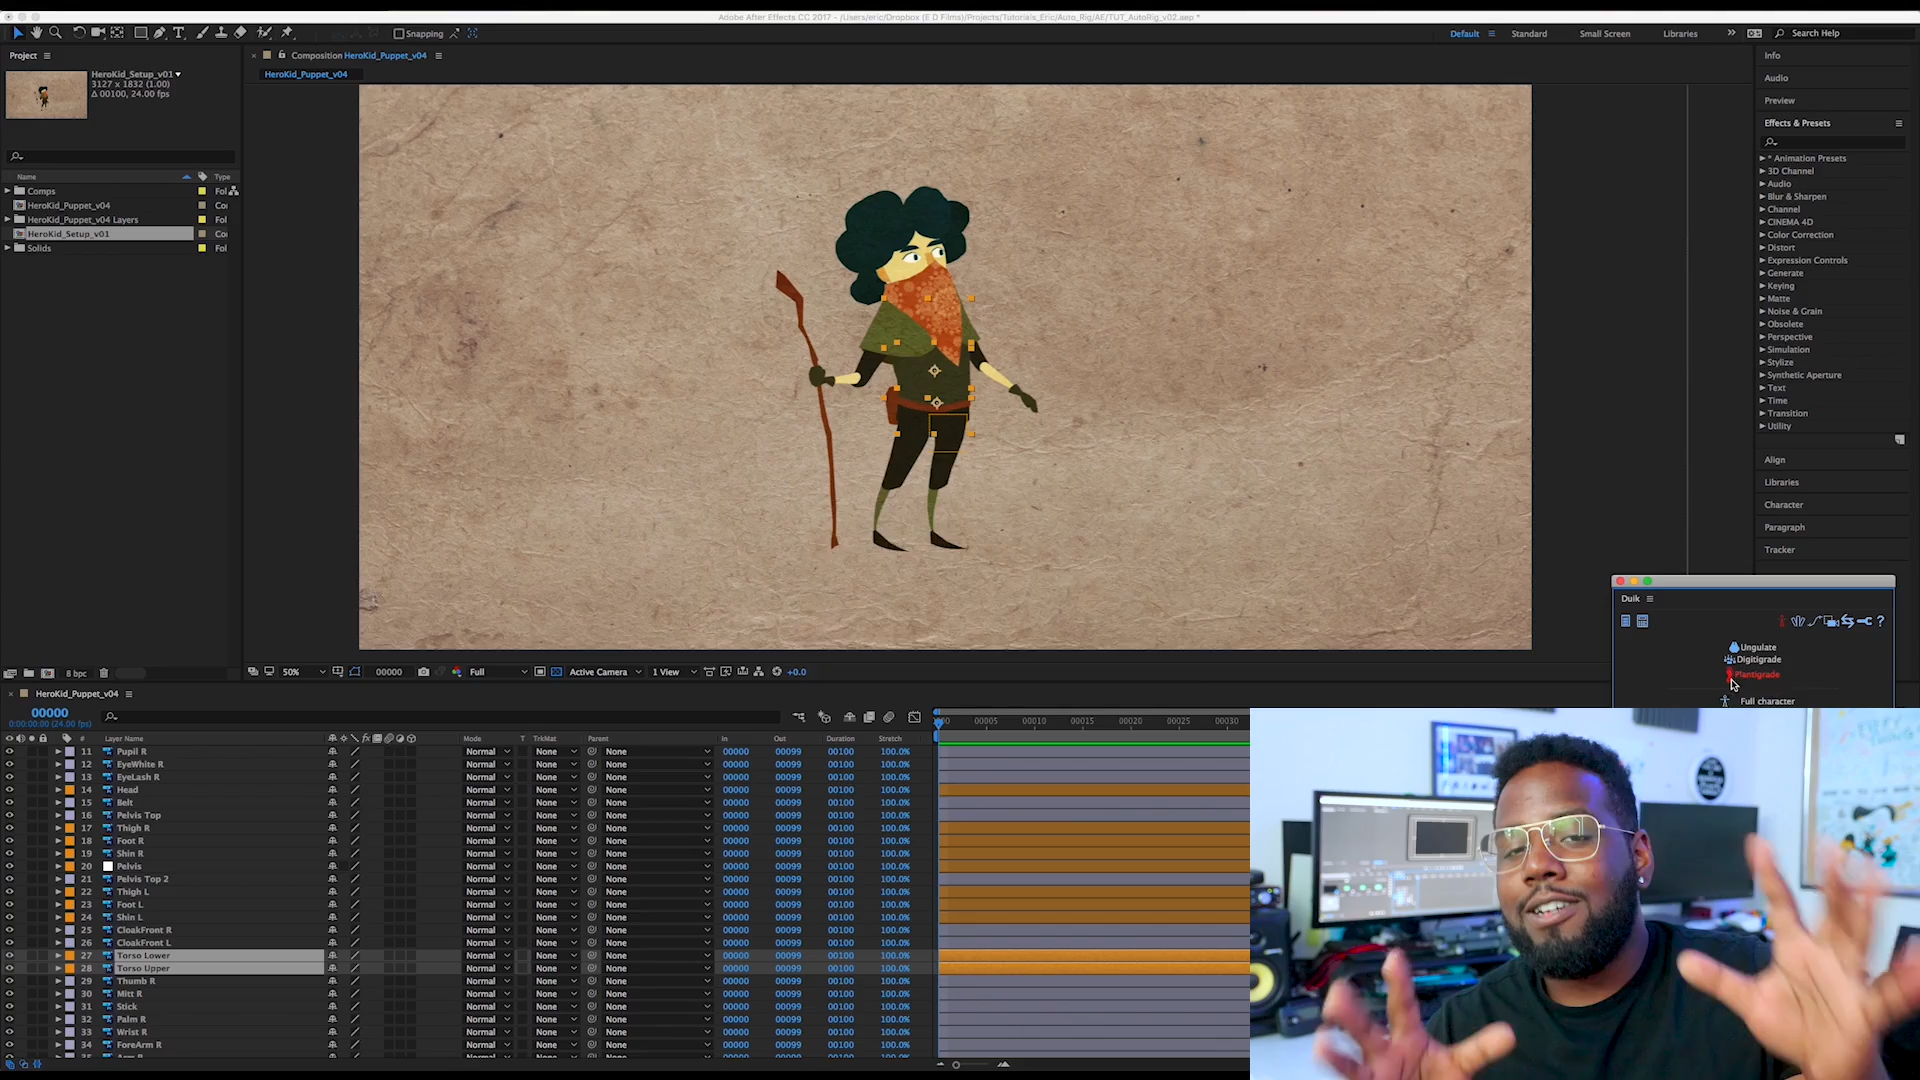 Adobe After Effects CC 2017 - /Users/eric/Dropbox (E D Films)/Projects/Tutorials_Eric/Auto_Rig/AE/TUT_AutoRig_v02.aep *
Snapping
Default
Standard
Small Screen
Libraries
Search Help
Project
Composition HeroKid_Puppet_v04
HeroKid_Puppet_v04
HeroKid_Setup_v01
3127 x 1832 (1.00)
Δ 00100, 24.00 fps)
Name
Type
Comps
Fol
HeroKid_Puppet_v04
Co
HeroKid_Puppet_v04 Layers
Fol
HeroKid_Setup_v01
Co
Solids
Fol
8 bpc
50%
00000
Full
Active Camera
1 View
+0.0
Info
Audio
Preview
Effects & Presets
* Animation Presets
3D Channel
Audio
Blur & Sharpen
Channel
CINEMA 4D
Color Correction
Distort
Expression Controls
Generate
Keying
Matte
Noise & Grain
Obsolete
Perspective
Simulation
Stylize
Synthetic Aperture
Text
Time
Transition
Utility
Align
Libraries
Character
Paragraph
Tracker
Duik
?
Ungulate
Digitigrade
Plantigrade
Full character
HeroKid_Puppet_v04
00000
0:00:00:00 (24.00 fps)
00005 00010 00015 00020 00025 00030
# Layer Name Mode T TrkMat Parent In Out Duration Stretch
11 Pupil R Normal None None 00000 00099 00100 100.0%
12 EyeWhite R Normal None None 00000 00099 00100 100.0%
13 EyeLash R Normal None None 00000 00099 00100 100.0%
14 Head Normal None None 00000 00099 00100 100.0%
15 Belt Normal None None 00000 00099 00100 100.0%
16 Pelvis Top Normal None None 00000 00099 00100 100.0%
17 Thigh R Normal None None 00000 00099 00100 100.0%
18 Foot R Normal None None 00000 00099 00100 100.0%
19 Shin R Normal None None 00000 00099 00100 100.0%
20 Pelvis Normal None None 00000 00099 00100 100.0%
21 Pelvis Top 2 Normal None None 00000 00099 00100 100.0%
22 Thigh L Normal None None 00000 00099 00100 100.0%
23 Foot L Normal None None 00000 00099 00100 100.0%
24 Shin L Normal None None 00000 00099 00100 100.0%
25 CloakFront R Normal None None 00000 00099 00100 100.0%
26 CloakFront L Normal None None 00000 00099 00100 100.0%
27 Torso Lower Normal None None 00000 00099 00100 100.0%
28 Torso Upper Normal None None 00000 00099 00100 100.0%
29 Thumb R Normal None None 00000 00099 00100 100.0%
30 Mitt R Normal None None 00000 00099 00100 100.0%
31 Stick Normal None None 00000 00099 00100 100.0%
32 Palm R Normal None None 00000 00099 00100 100.0%
33 Wrist R Normal None None 00000 00099 00100 100.0%
34 ForeArm R Normal None None 00000 00099 00100 100.0%